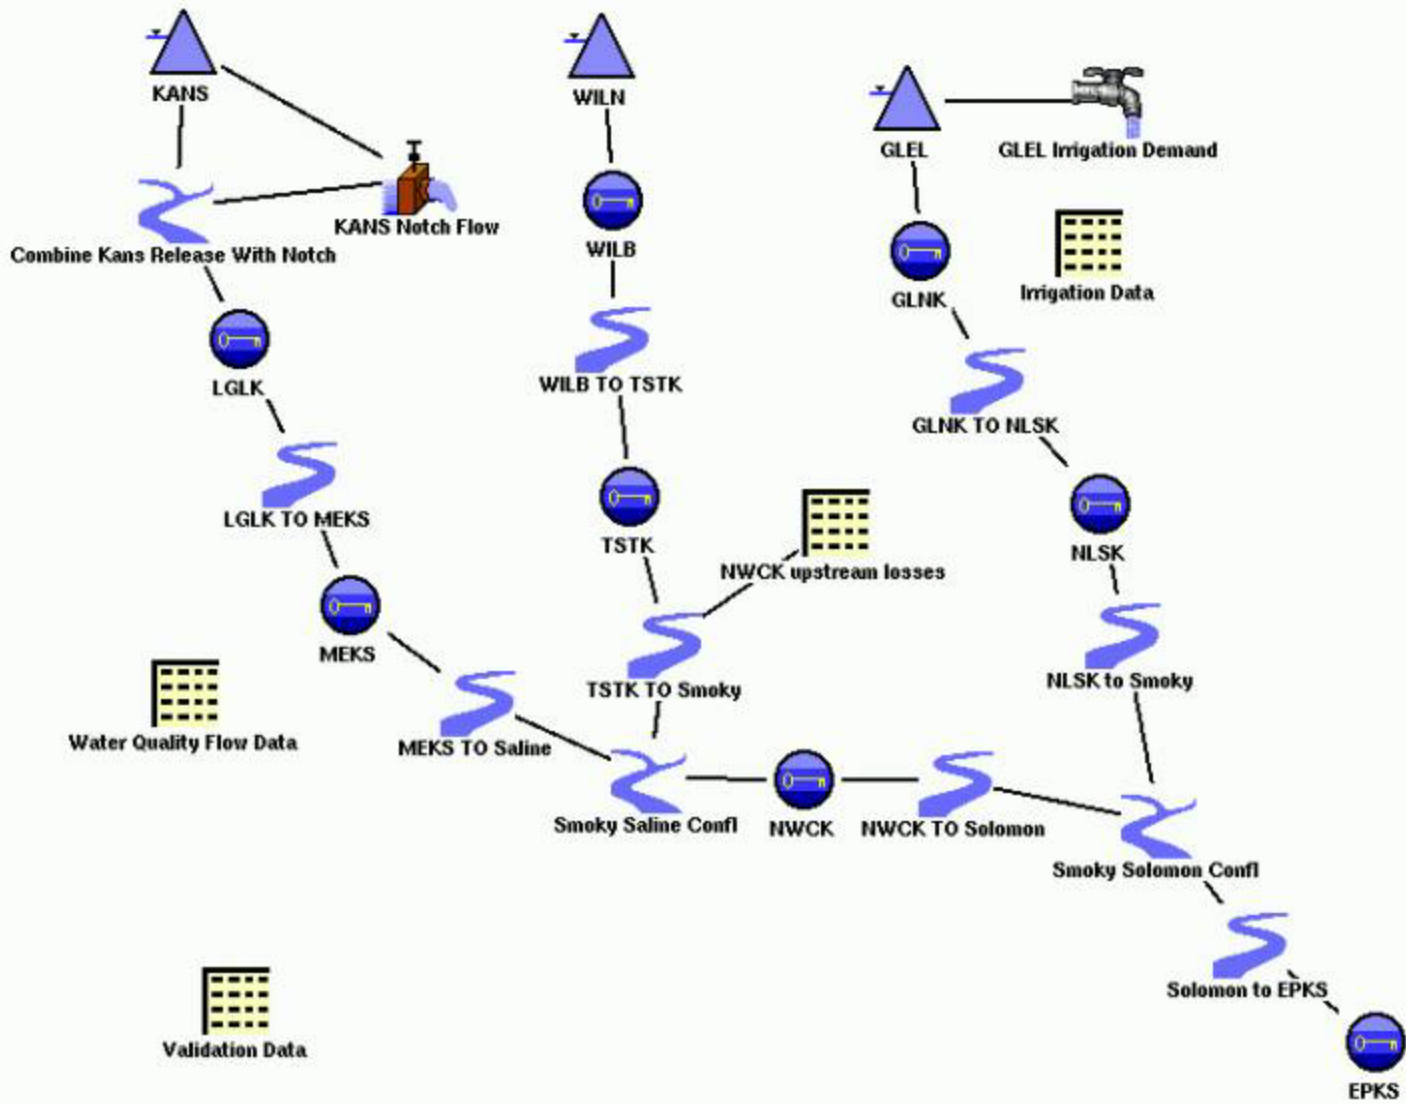 KANS
WILN
GLEL
GLEL Irrigation Demand
KANS Notch Flow
Combine Kans Release With Notch
WILB
GLNK
Irrigation Data
LGLK
WILB TO TSTK
GLNK TO NLSK
LGLK TO MEKS
TSTK
NWCK upstream losses
NLSK
MEKS
TSTK TO Smoky
NLSK to Smoky
Water Quality Flow Data
MEKS TO Saline
Smoky Saline Confl
NWCK
NWCK TO Solomon
Smoky Solomon Confl
Solomon to EPKS
Validation Data
EPKS